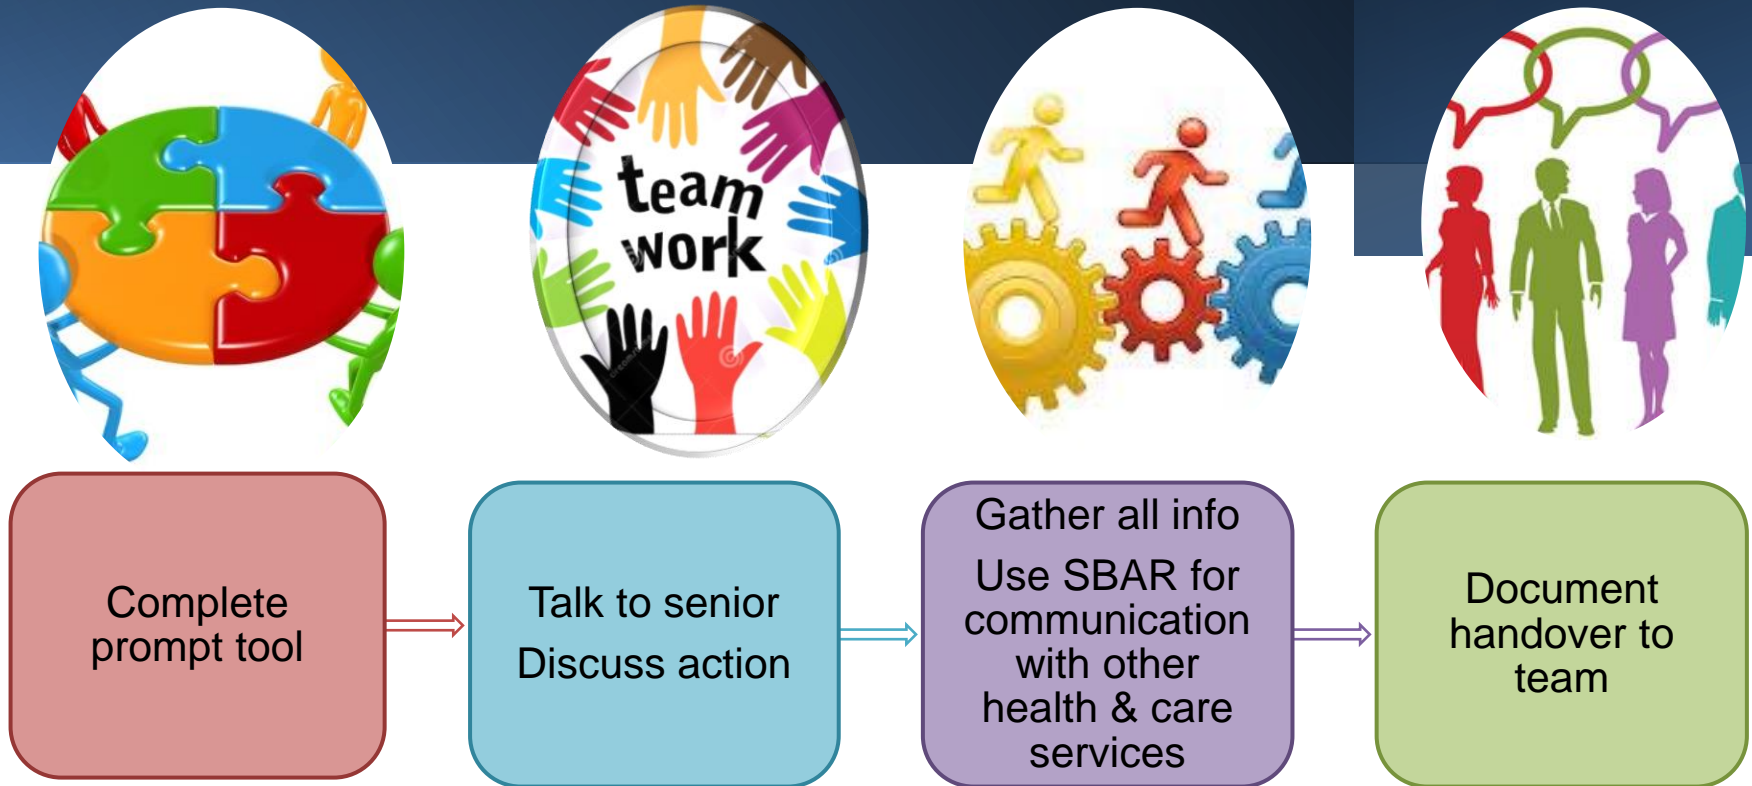 team
work
Complete
prompt tool
Talk to senior
Discuss action
Gather all info
Use SBAR for
communication
with other
health & care
services
Document
handover to
team